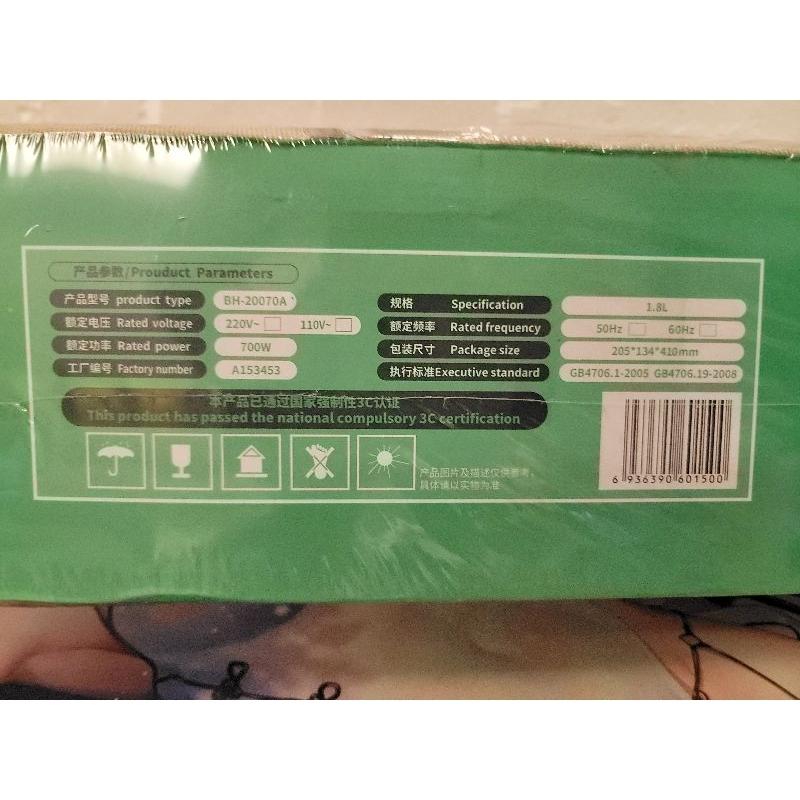 产品参数/Prouduct Parameters
产品型号 product type BH-20070A
额定电压 Rated voltage 220V~ 110V~
额定功率 Rated power 700W
工厂编号 Factory number A153453
规格 Specification 1.8L
额定频率 Rated frequency 50Hz 60Hz
包装尺寸 Package size 205*134*410mm
执行标准Executive standard GB4706.1-2005 GB4706.19-2008
本产品已通过国家强制性3C认证
This product has passed the national compulsory 3C certification
产品图片及描述仅供参考,
具体请以实物为准
6 936390 601500